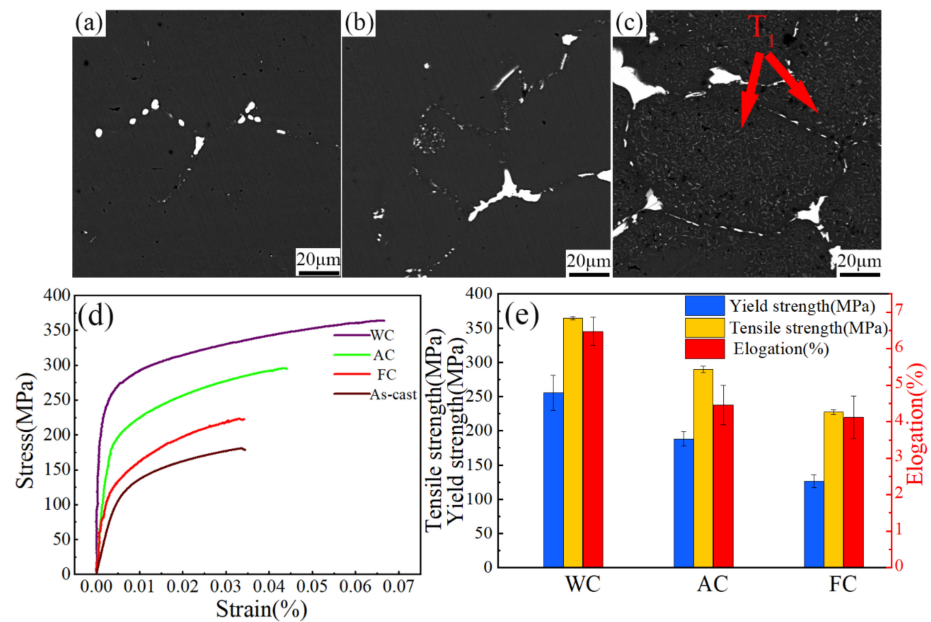 (a)
(b)
(c)
T1
20μm
20μm
20μm
(d)
400
350
300
250
200
150
100
50
0
Stress(MPa)
WC
AC
FC
As-cast
0.00 0.01 0.02 0.03 0.04 0.05 0.06 0.07
Strain(%)
(e)
400
350
300
250
200
150
100
50
0
Tensile strength(MPa)
Yield strength(MPa)
Yield strength(MPa)
Tensile strength(MPa)
Elogation(%)
7
6
5
4
3
2
1
0
Elogation(%)
WC AC FC